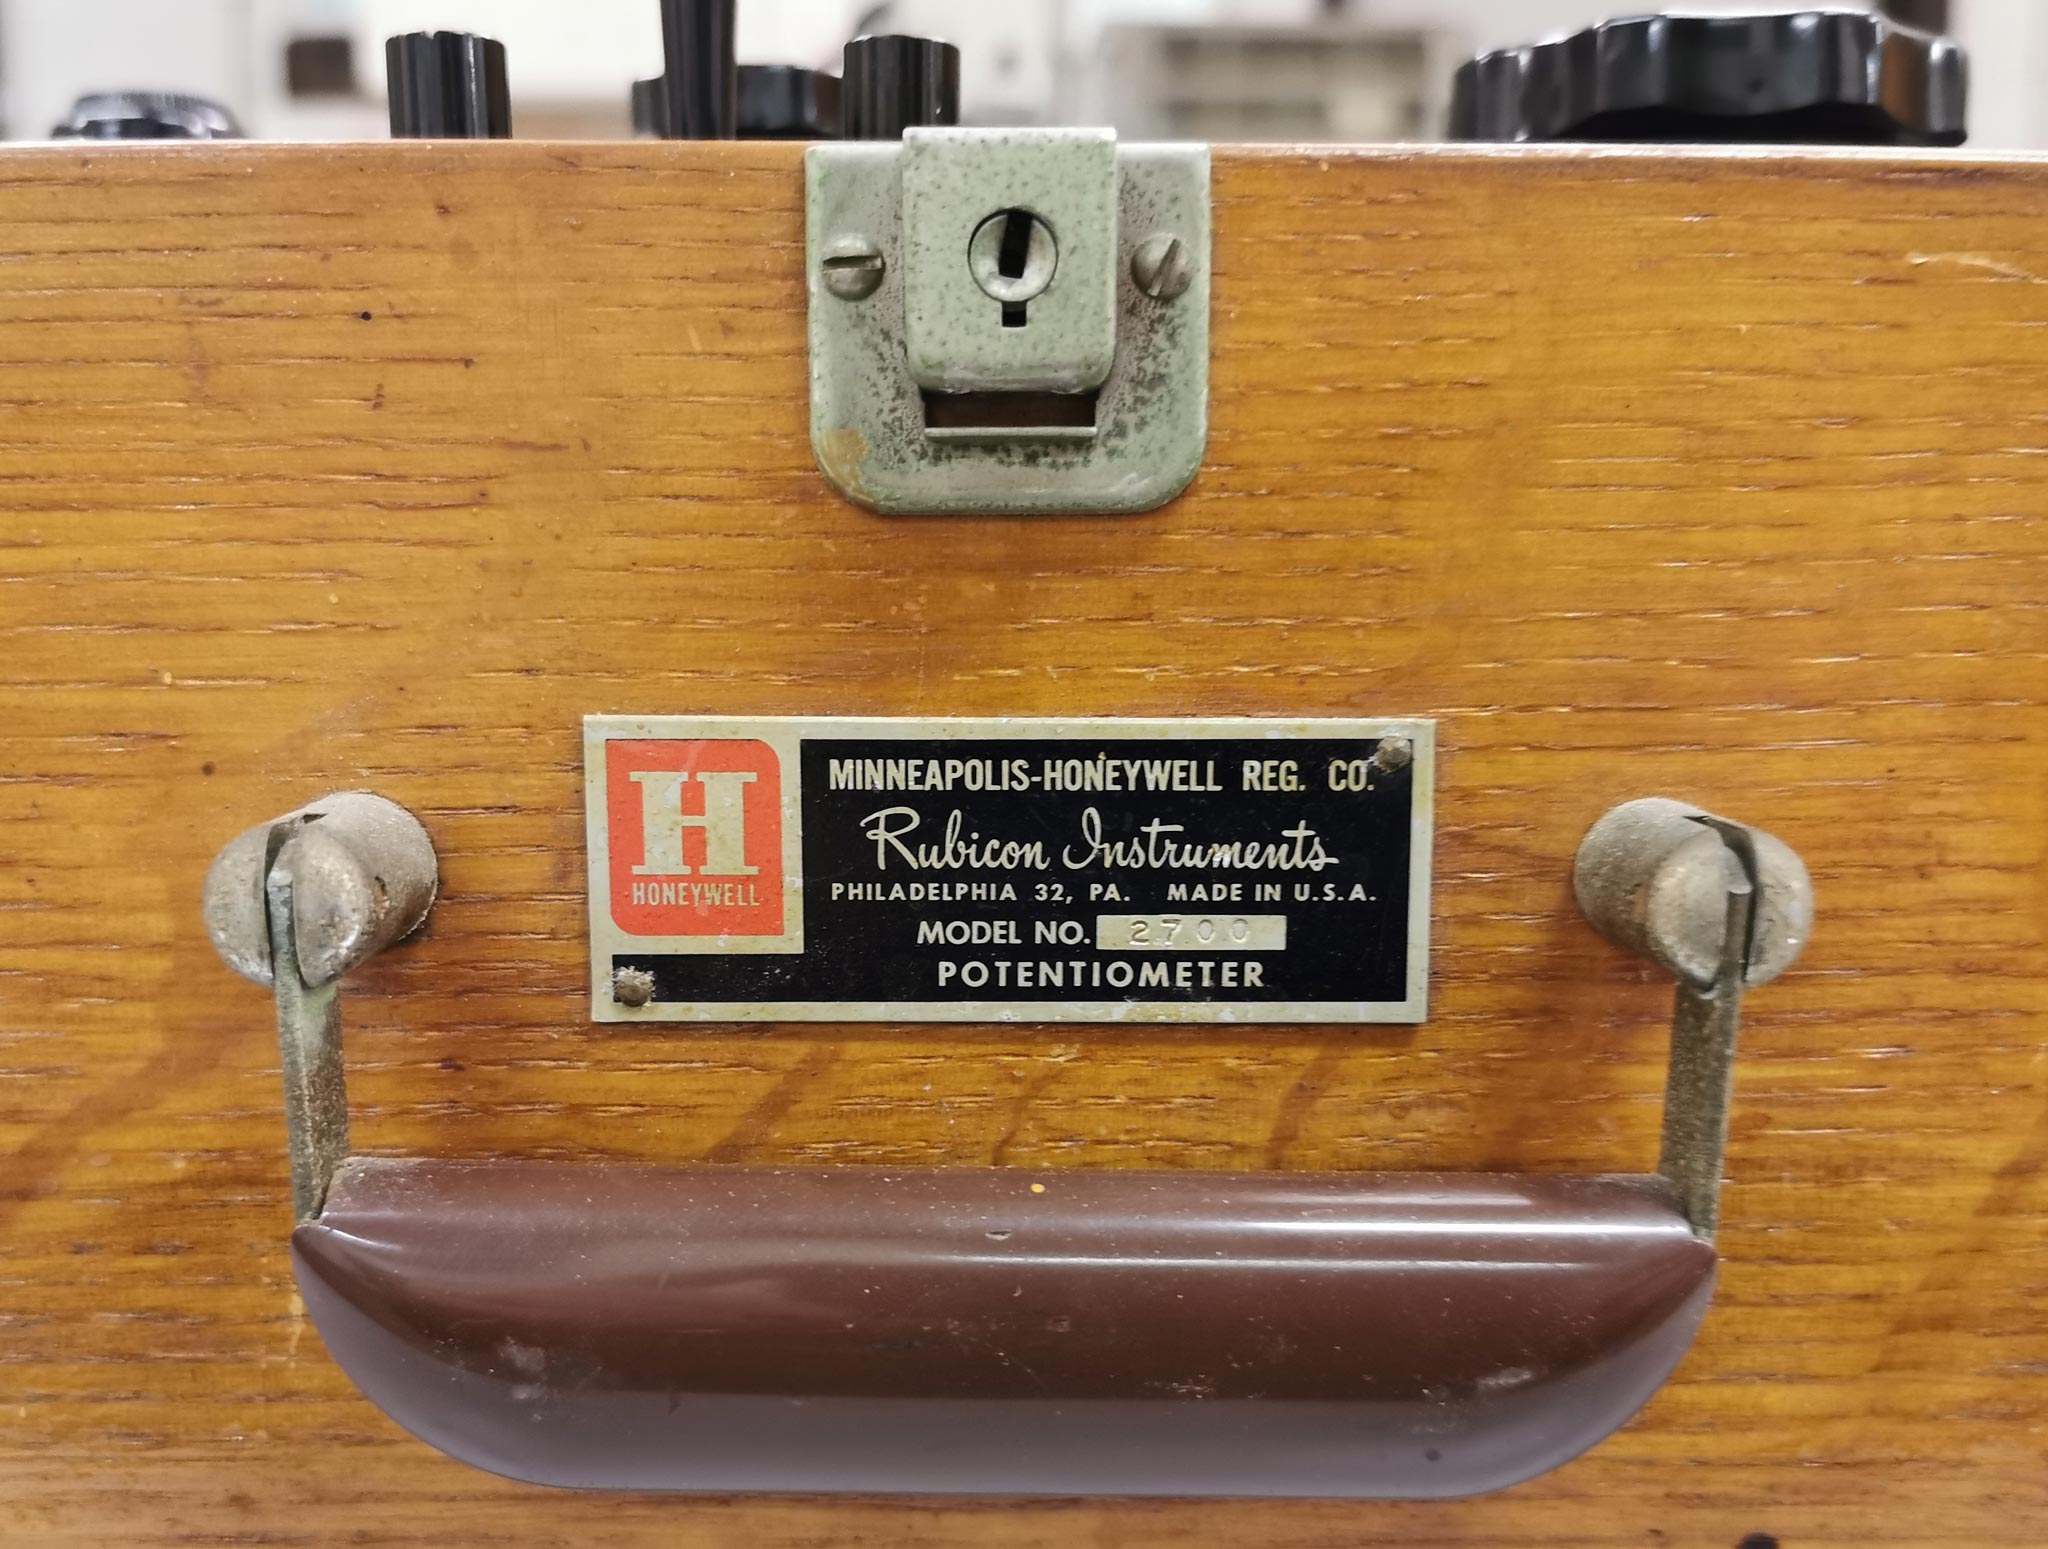 H
HONEYWELL
MINNEAPOLIS-HONEYWELL REG. CO.
Rubicon Instruments
PHILADELPHIA 32, PA. MADE IN U.S.A.
MODEL NO. 2700
POTENTIOMETER